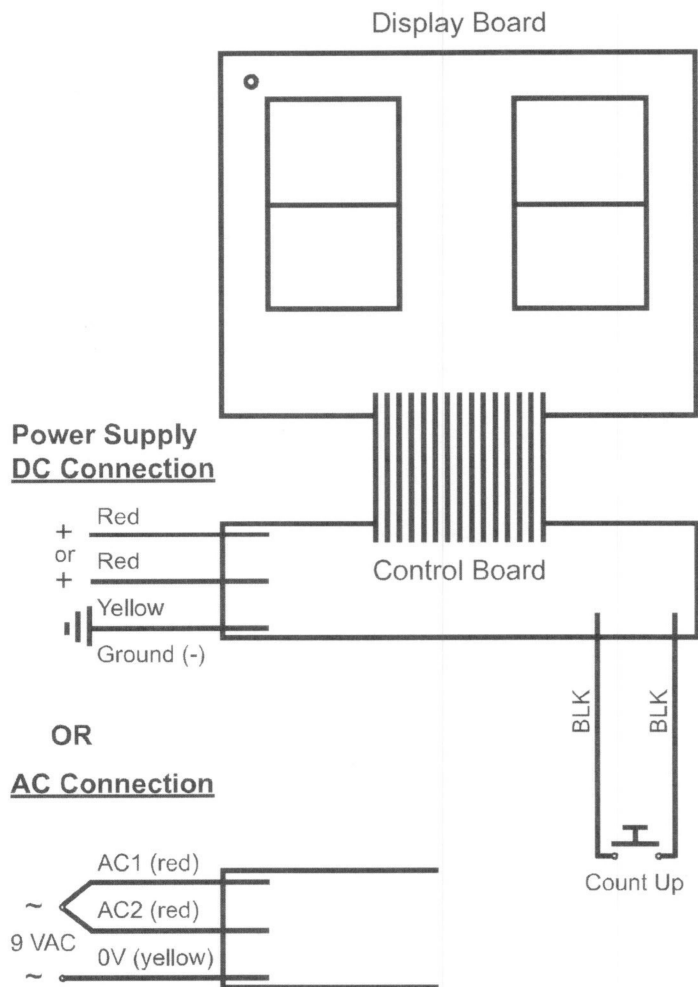 Display Board
Power Supply
DC Connection
+ Red
or
+ Red
Yellow
Ground (-)
Control Board
BLK
BLK
OR
AC Connection
AC1 (red)
~
AC2 (red)
9 VAC
0V (yellow)
~
Count Up